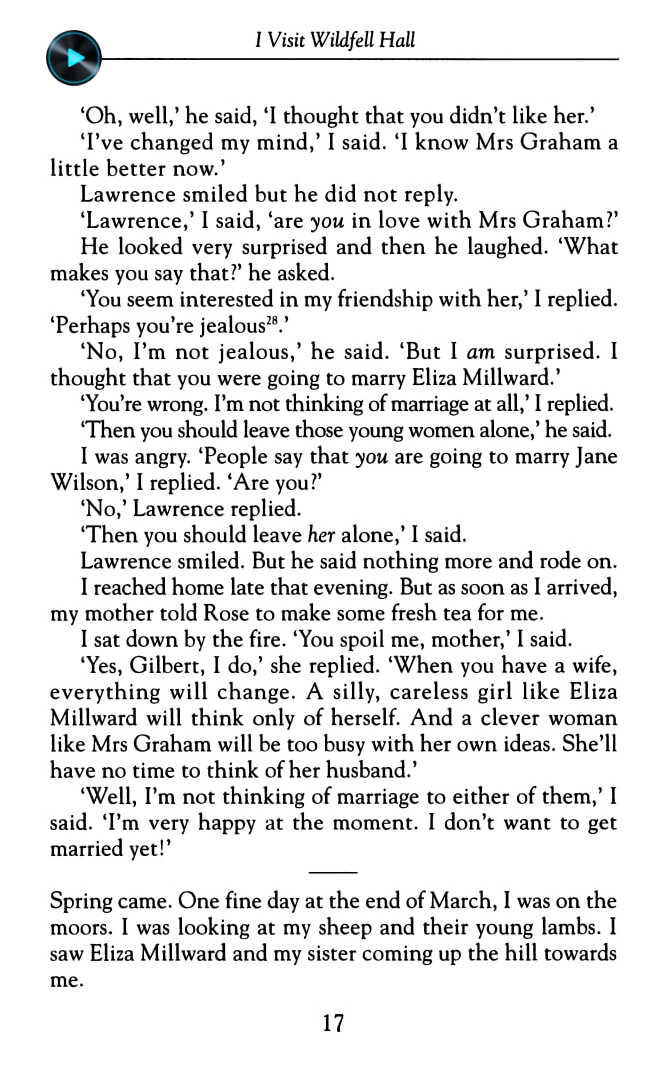 I Visit Wildfell Hall
‘Oh, well,’ he said, ‘I thought that you didn’t like her.’
‘I’ve changed my mind,’ I said. ‘I know Mrs Graham a
little better now.’
Lawrence smiled but he did not reply.
‘Lawrence,’ I said, ‘are you in love with Mrs Graham?’
He looked very surprised and then he laughed. ‘What
makes you say that?’ he asked.
‘You seem interested in my friendship with her,’ I replied.
‘Perhaps you’re jealous²⁸.’
‘No, I’m not jealous,’ he said. ‘But I am surprised. I
thought that you were going to marry Eliza Millward.’
‘You’re wrong. I’m not thinking of marriage at all,’ I replied.
‘Then you should leave those young women alone,’ he said.
I was angry. ‘People say that you are going to marry Jane
Wilson,’ I replied. ‘Are you?’
‘No,’ Lawrence replied.
‘Then you should leave her alone,’ I said.
Lawrence smiled. But he said nothing more and rode on.
I reached home late that evening. But as soon as I arrived,
my mother told Rose to make some fresh tea for me.
I sat down by the fire. ‘You spoil me, mother,’ I said.
‘Yes, Gilbert, I do,’ she replied. ‘When you have a wife,
everything will change. A silly, careless girl like Eliza
Millward will think only of herself. And a clever woman
like Mrs Graham will be too busy with her own ideas. She’ll
have no time to think of her husband.’
‘Well, I’m not thinking of marriage to either of them,’ I
said. ‘I’m very happy at the moment. I don’t want to get
married yet!’
Spring came. One fine day at the end of March, I was on the
moors. I was looking at my sheep and their young lambs. I
saw Eliza Millward and my sister coming up the hill towards
me.
17